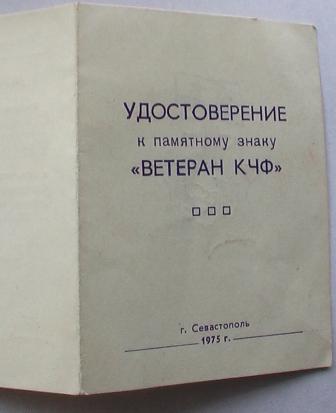 УДОСТОВЕРЕНИЕ
к памятному знаку
«ВЕТЕРАН КЧФ»
г. Севастополь
1975 г.